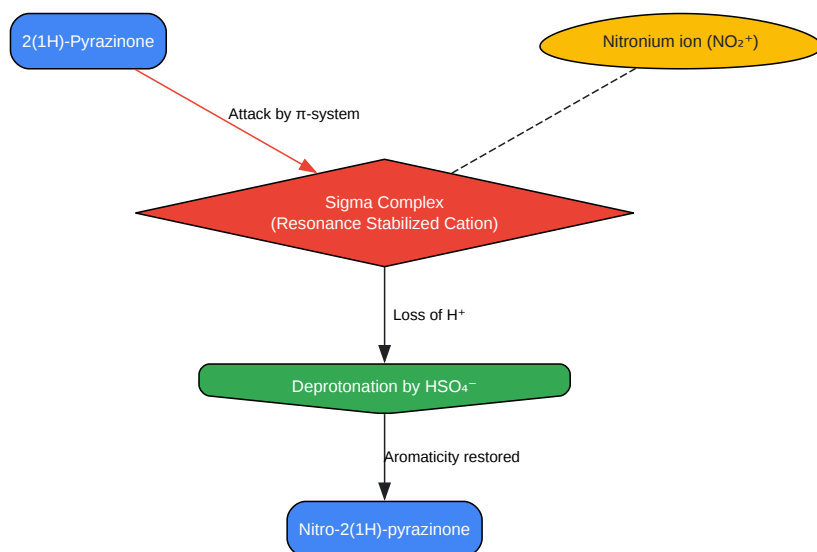 2(1H)-Pyrazinone
Nitronium ion (NO₂⁺)
Attack by π-system
Sigma Complex
(Resonance Stabilized Cation)
Loss of H⁺
Deprotonation by HSO₄⁻
Aromaticity restored
Nitro-2(1H)-pyrazinone